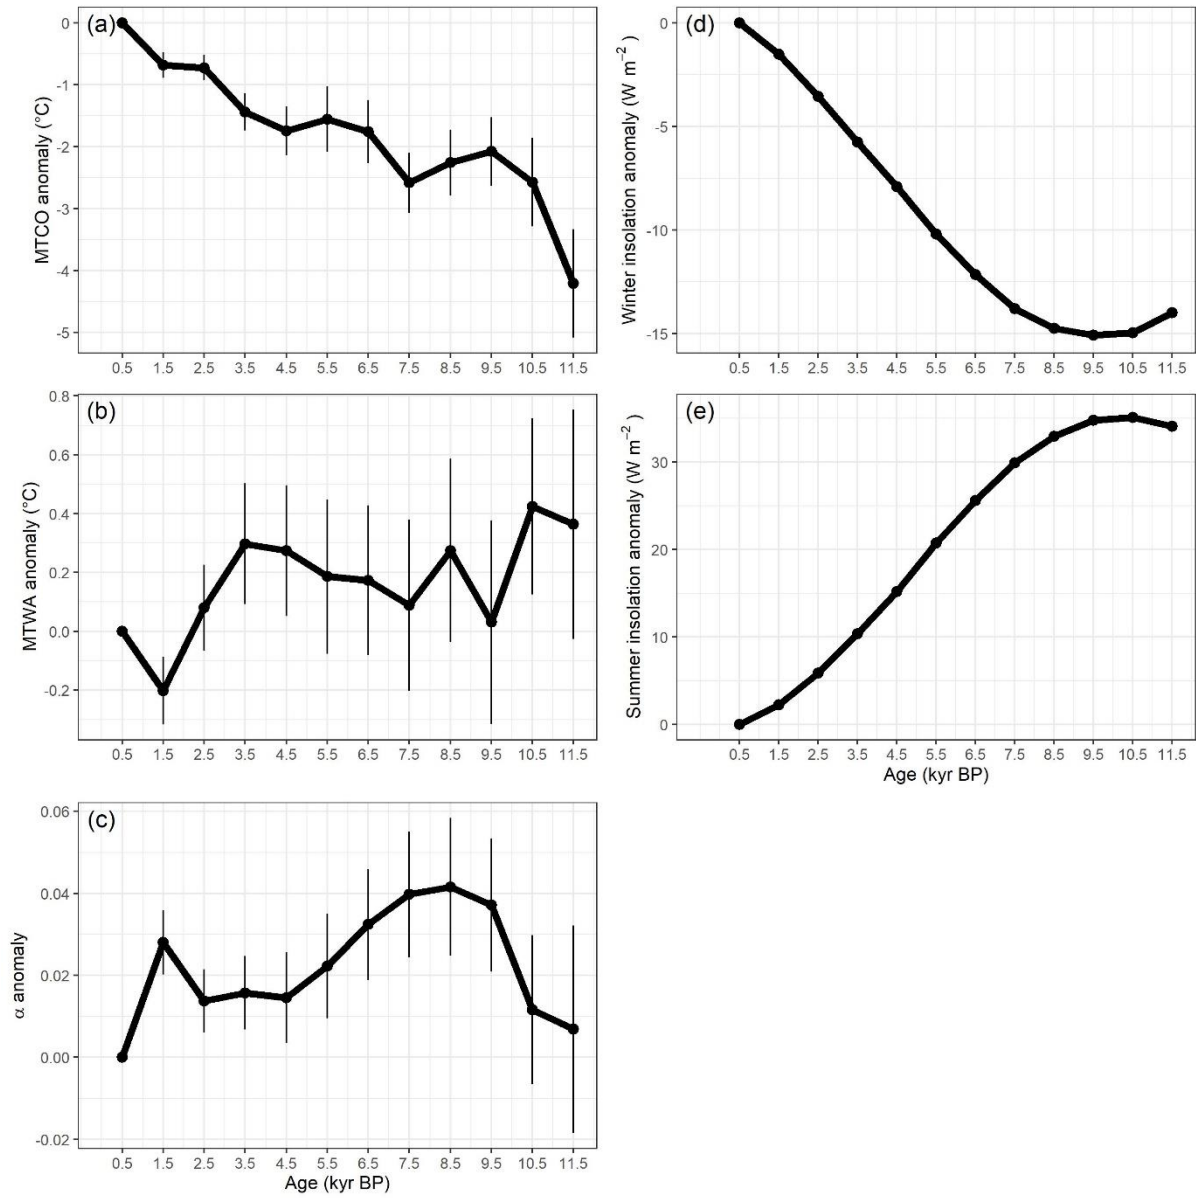 (a)
MTCO anomaly (°C)
0
-1
-2
-3
-4
-5
0.5 1.5 2.5 3.5 4.5 5.5 6.5 7.5 8.5 9.5 10.5 11.5
(b)
MTWA anomaly (°C)
0.8
0.6
0.4
0.2
0.0
-0.2
0.5 1.5 2.5 3.5 4.5 5.5 6.5 7.5 8.5 9.5 10.5 11.5
(c)
α anomaly
0.06
0.04
0.02
0.00
-0.02
0.5 1.5 2.5 3.5 4.5 5.5 6.5 7.5 8.5 9.5 10.5 11.5
Age (kyr BP)
(d)
Winter insolation anomaly (W m⁻² )
0
-5
-10
-15
0.5 1.5 2.5 3.5 4.5 5.5 6.5 7.5 8.5 9.5 10.5 11.5
(e)
Summer insolation anomaly (W m⁻² )
30
20
10
0
0.5 1.5 2.5 3.5 4.5 5.5 6.5 7.5 8.5 9.5 10.5 11.5
Age (kyr BP)